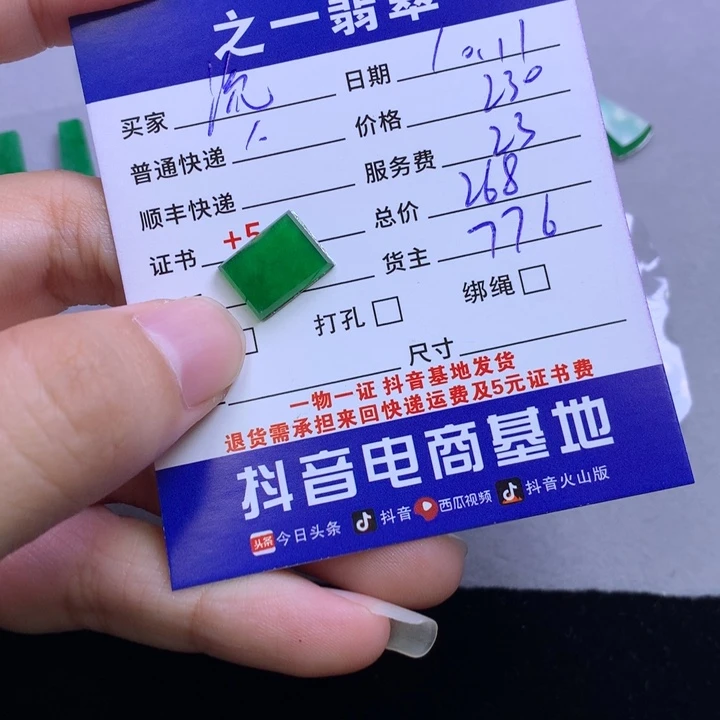 之一翡翠
买家 流 日期 10.11
普通快递 价格 230
顺丰快递 服务费 23
证书 +5 总价 268
货主 776
打孔 绑绳
尺寸
一物一证 抖音基地发货
退货需承担来回快递运费及5元证书费
抖音电商基地
头条 今日头条 抖音 西瓜视频 抖音火山版